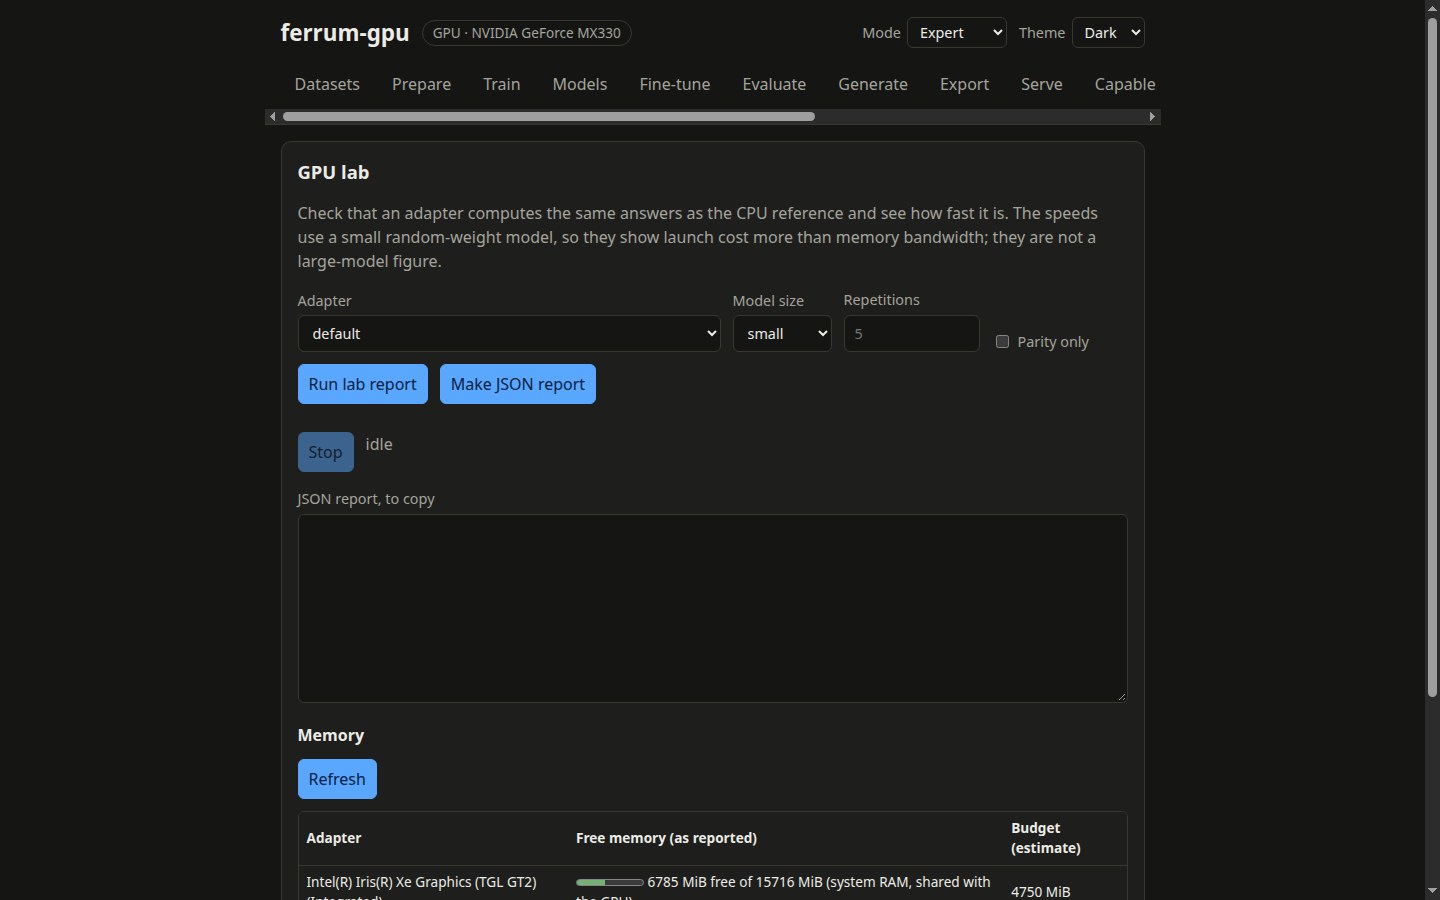 ferrum-gpu
GPU · NVIDIA GeForce MX330
Mode
Expert
Theme
Dark
Datasets
Prepare
Train
Models
Fine-tune
Evaluate
Generate
Export
Serve
Capable
GPU lab
Check that an adapter computes the same answers as the CPU reference and see how fast it is. The speeds
use a small random-weight model, so they show launch cost more than memory bandwidth; they are not a
large-model figure.
Adapter
Model size
Repetitions
default
small
5
Parity only
Run lab report
Make JSON report
Stop
idle
JSON report, to copy
Memory
Refresh
Adapter
Free memory (as reported)
Budget
(estimate)
Intel(R) Iris(R) Xe Graphics (TGL GT2)
(Integrated)
6785 MiB free of 15716 MiB (system RAM, shared with
the GPU)
4750 MiB